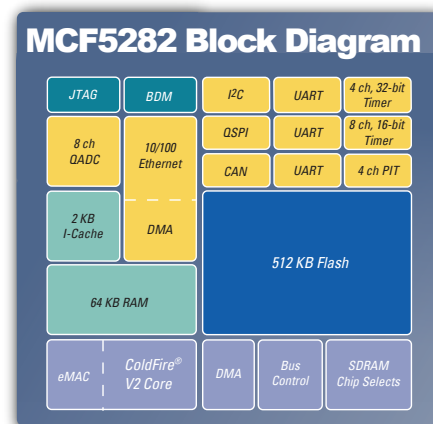 MCF5282 Block Diagram
JTAG
BDM
I²C
UART
4 ch, 32-bit
Timer
8 ch
QADC
10/100
Ethernet
QSPI
UART
8 ch, 16-bit
Timer
CAN
UART
4 ch PIT
2 KB
I-Cache
DMA
512 KB Flash
64 KB RAM
eMAC
ColdFire®
V2 Core
DMA
Bus
Control
SDRAM
Chip Selects